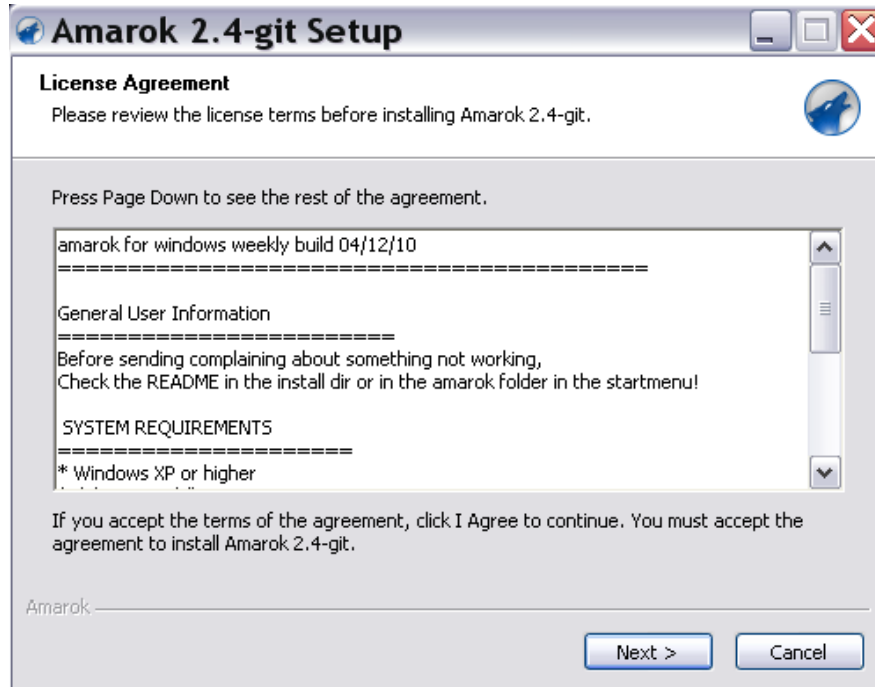 Amarok 2.4-git Setup
License Agreement
Please review the license terms before installing Amarok 2.4-git.
Press Page Down to see the rest of the agreement.
amarok for windows weekly build 04/12/10
==========================================
General User Information
========================
Before sending complaining about something not working,
Check the README in the install dir or in the amarok folder in the startmenu!
SYSTEM REQUIREMENTS
=====================
* Windows XP or higher
If you accept the terms of the agreement, click I Agree to continue. You must accept the
agreement to install Amarok 2.4-git.
Amarok
Next >
Cancel